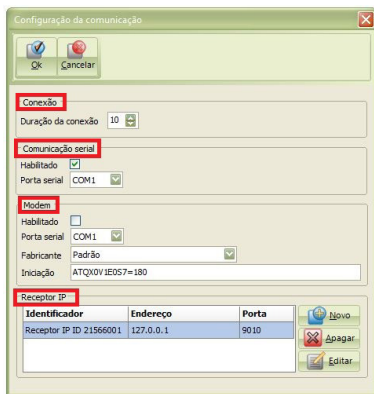 Configuração da comunicação
Ok Cancelar
Conexão
Duração da conexão 10
Comunicação serial
Habilitado
Porta serial COM1
Modem
Habilitado
Porta serial COM1
Fabricante Padrão
Iniciação ATQX0V1E0S7=180
Receptor IP
Identificador Endereço Porta
Receptor IP ID 21566001 127.0.0.1 9010
Novo
Apagar
Editar